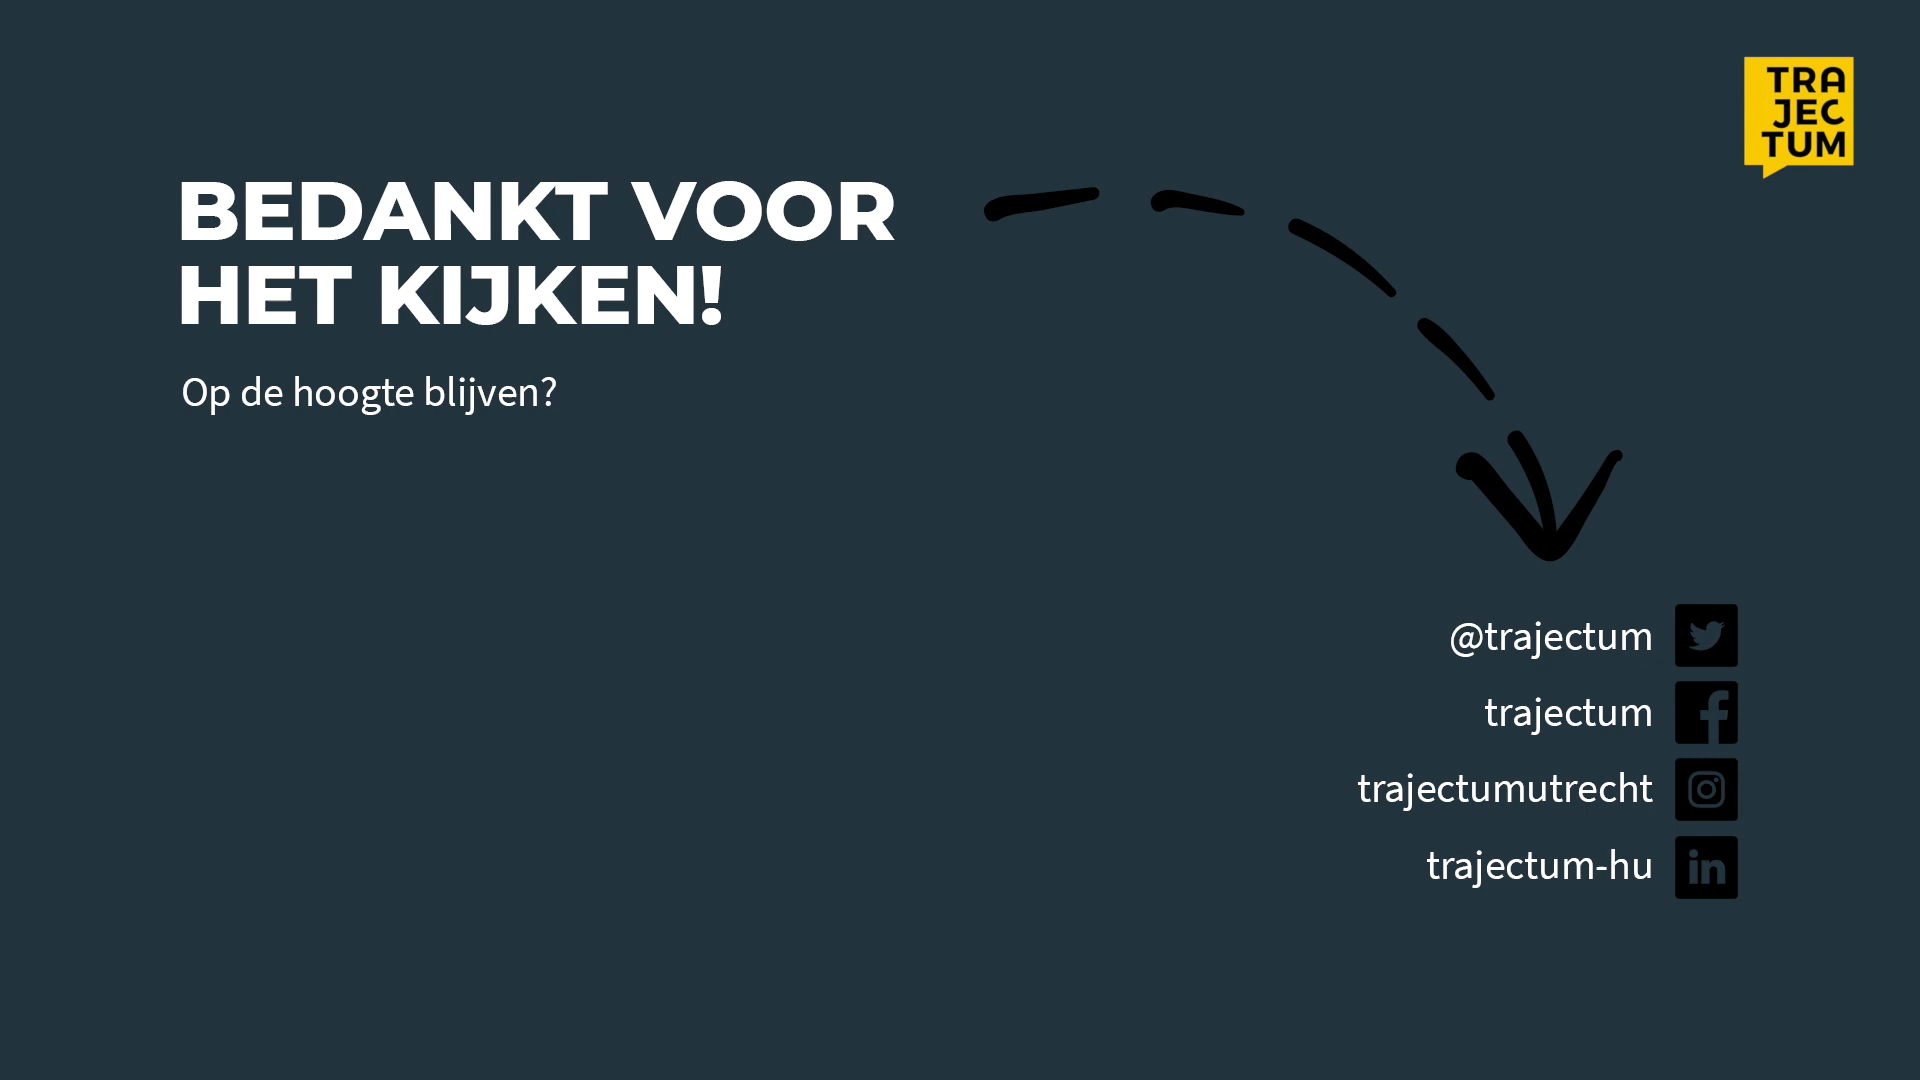 TRA
JEC
TUM
BEDANKT VOOR
HET KIJKEN!
Op de hoogte blijven?
@trajectum
trajectum
trajectumutrecht
trajectum-hu